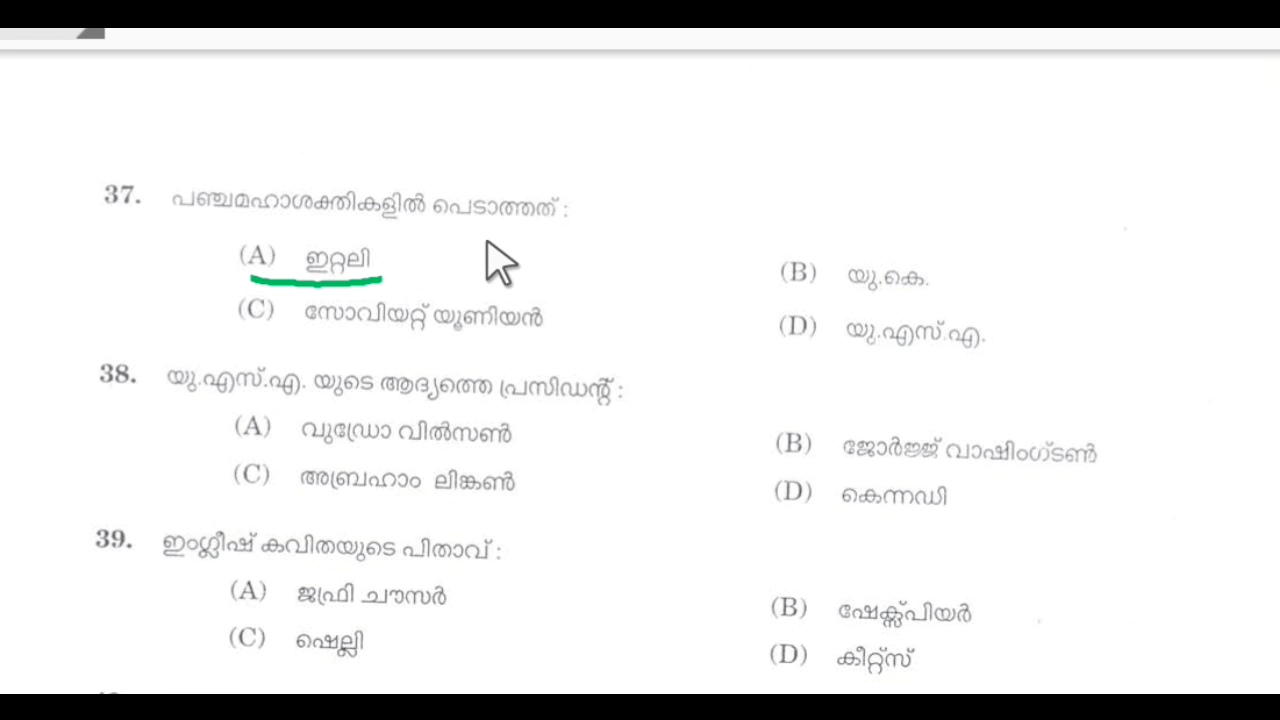 37. പഞ്ചമഹാശക്തികളിൽ പെടാത്തത് :
(A) ഇറ്റലി (B) യു.കെ.
(C) സോവിയറ്റ് യൂണിയൻ (D) യു.എസ്.എ.
38. യു.എസ്.എ. യുടെ ആദ്യത്തെ പ്രസിഡന്റ് :
(A) വുഡ്രോ വിൽസൺ (B) ജോർജ്ജ് വാഷിംഗ്ടൺ
(C) അബ്രഹാം ലിങ്കൺ (D) കെന്നഡി
39. ഇംഗ്ലീഷ് കവിതയുടെ പിതാവ് :
(A) ജഫ്രി ചൗസർ (B) ഷേക്സ്പിയർ
(C) ഷെല്ലി (D) കീറ്റ്സ്